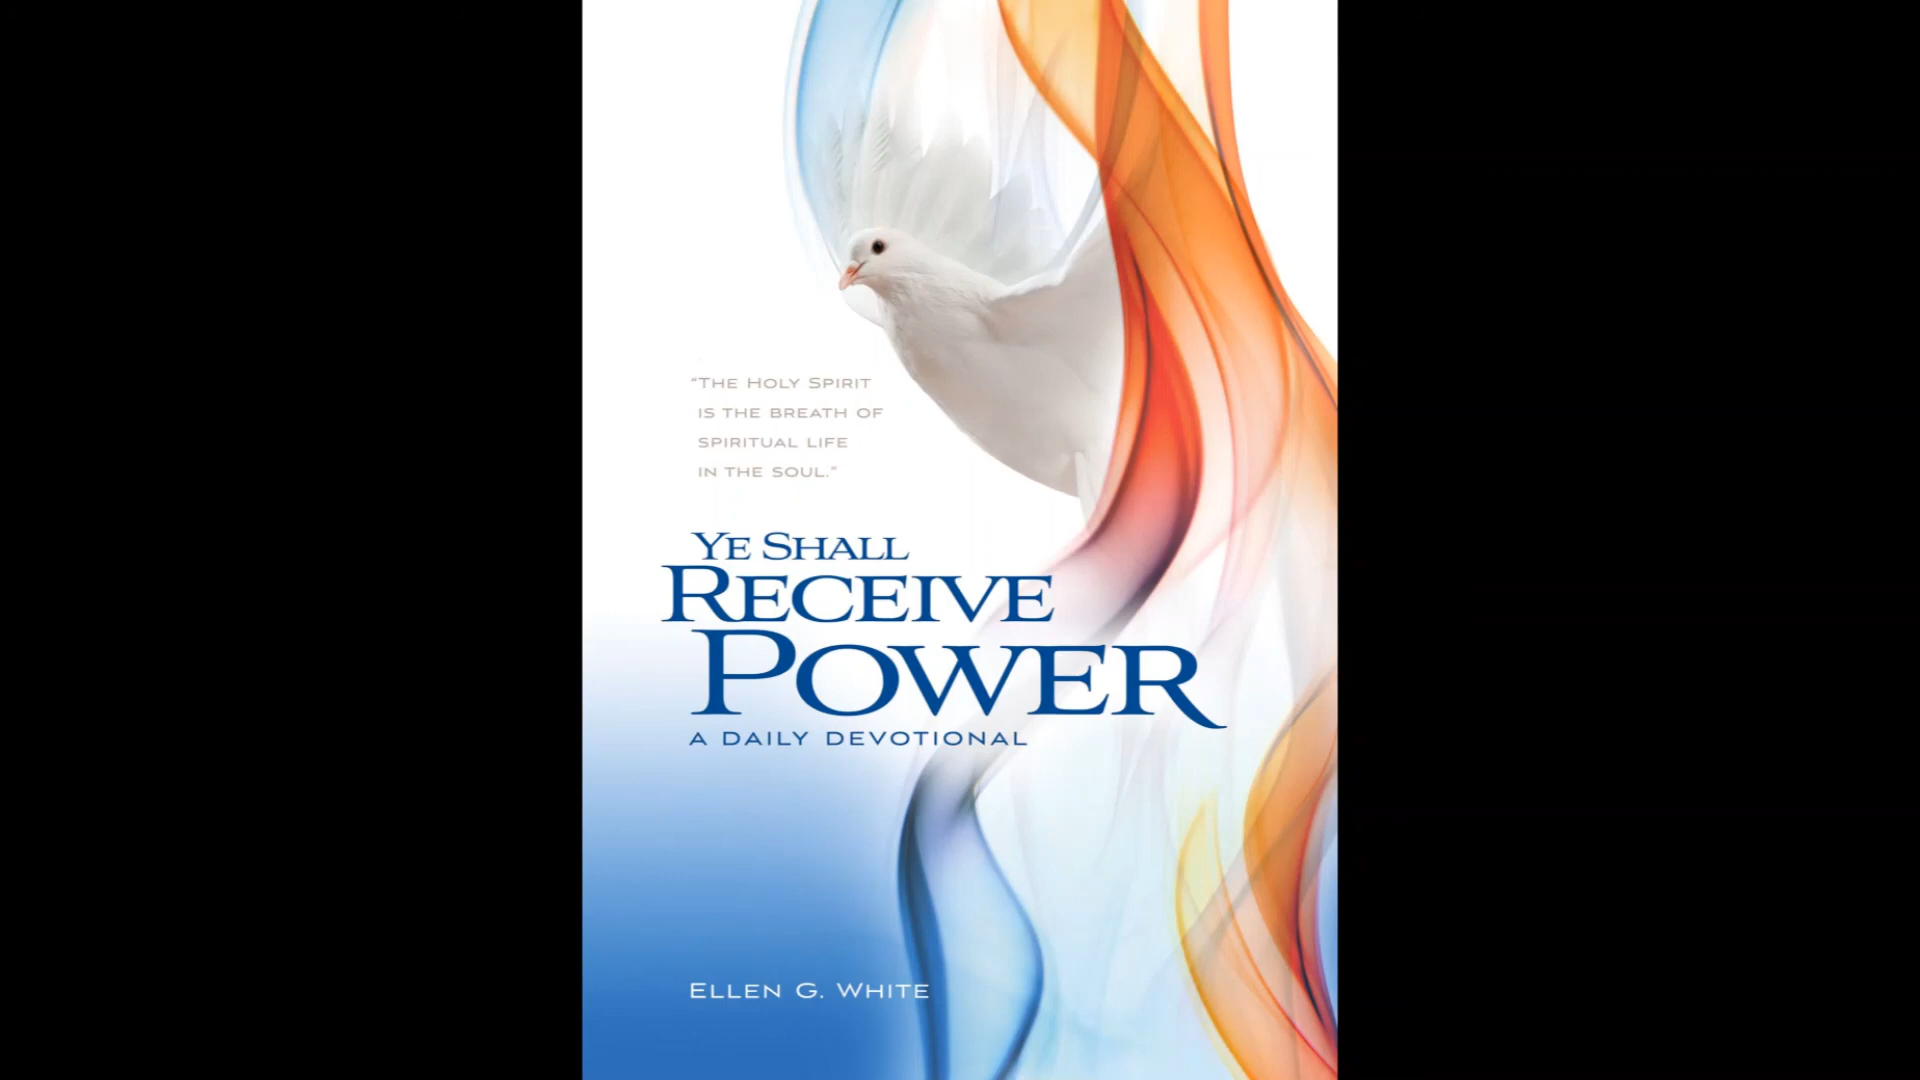 “The Holy Spirit
is the breath of
spiritual life
in the soul.”
Ye Shall
Receive
Power
A Daily Devotional
Ellen G. White